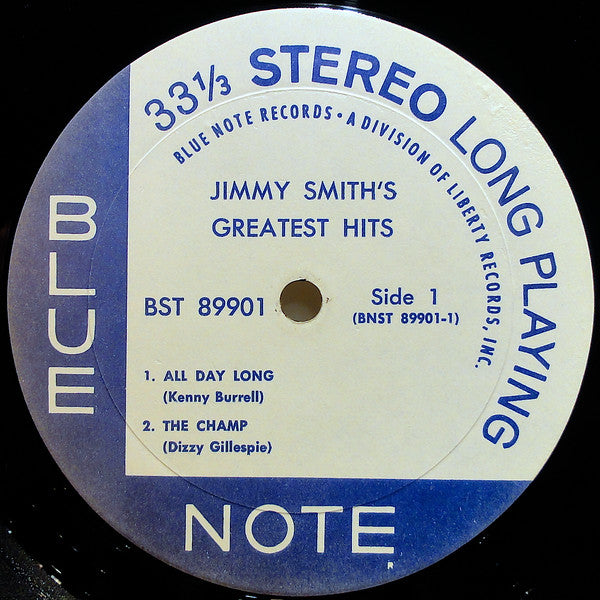 33⅓ STEREO LONG PLAYING
BLUE NOTE RECORDS • A DIVISION OF LIBERTY RECORDS, INC.
JIMMY SMITH'S
GREATEST HITS
BST 89901
Side 1
(BNST 89901-1)
1. ALL DAY LONG
(Kenny Burrell)
2. THE CHAMP
(Dizzy Gillespie)
BLUE
NOTE
R